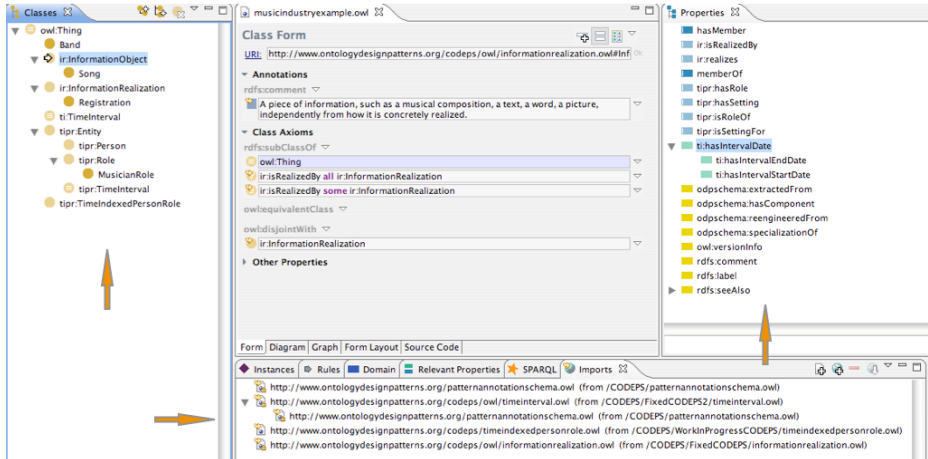 Classes
owl:Thing
Band
ir:InformationObject
Song
ir:InformationRealization
Registration
ti:TimeInterval
tipr:Entity
tipr:Person
tipr:Role
MusicianRole
tipr:TimeInterval
tipr:TimeIndexedPersonRole
musicindustryexample.owl
Class Form
URI: http://www.ontologydesignpatterns.org/codeps/owl/informationrealization.owl#Inf Ok
Annotations
rdfs:comment
A piece of information, such as a musical composition, a text, a word, a picture,
independently from how it is concretely realized.
Class Axioms
rdfs:subClassOf
owl:Thing
ir:isRealizedBy all ir:InformationRealization
ir:isRealizedBy some ir:InformationRealization
owl:equivalentClass
owl:disjointWith
ir:InformationRealization
Other Properties
Form Diagram Graph Form Layout Source Code
Properties
hasMember
ir:isRealizedBy
ir:realizes
memberOf
tipr:hasRole
tipr:hasSetting
tipr:isRoleOf
tipr:isSettingFor
ti:hasIntervalDate
ti:hasIntervalEndDate
ti:hasIntervalStartDate
odpschema:extractedFrom
odpschema:hasComponent
odpschema:reengineeredFrom
odpschema:specializationOf
owl:versionInfo
rdfs:comment
rdfs:label
rdfs:seeAlso
Instances Rules Domain Relevant Properties SPARQL Imports
http://www.ontologydesignpatterns.org/patternannotationschema.owl (from /CODEPS/patternannotationschema.owl)
http://www.ontologydesignpatterns.org/codeps/owl/timeinterval.owl (from /CODEPS/FixedCODEPS2/timeinterval.owl)
http://www.ontologydesignpatterns.org/patternannotationschema.owl (from /CODEPS/patternannotationschema.owl)
http://www.ontologydesignpatterns.org/codeps/timeindexedpersonrole.owl (from /CODEPS/WorkInProgressCODEPS/timeindexedpersonrole.owl)
http://www.ontologydesignpatterns.org/codeps/owl/informationrealization.owl (from /CODEPS/FixedCODEPS/informationrealization.owl)